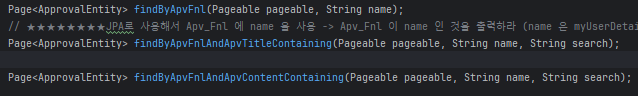 Page<ApprovalEntity> findByApvFnl(Pageable pageable, String name);
// ★★★★★★★★★JPA로 사용해서 Apv_Fnl 에 name 을 사용 -> Apv_Fnl 이 name 인 것을 출력하라 (name 은 myUserDetai
Page<ApprovalEntity> findByApvFnlAndApvTitleContaining(Pageable pageable, String name, String search);
Page<ApprovalEntity> findByApvFnlAndApvContentContaining(Pageable pageable, String name, String search);